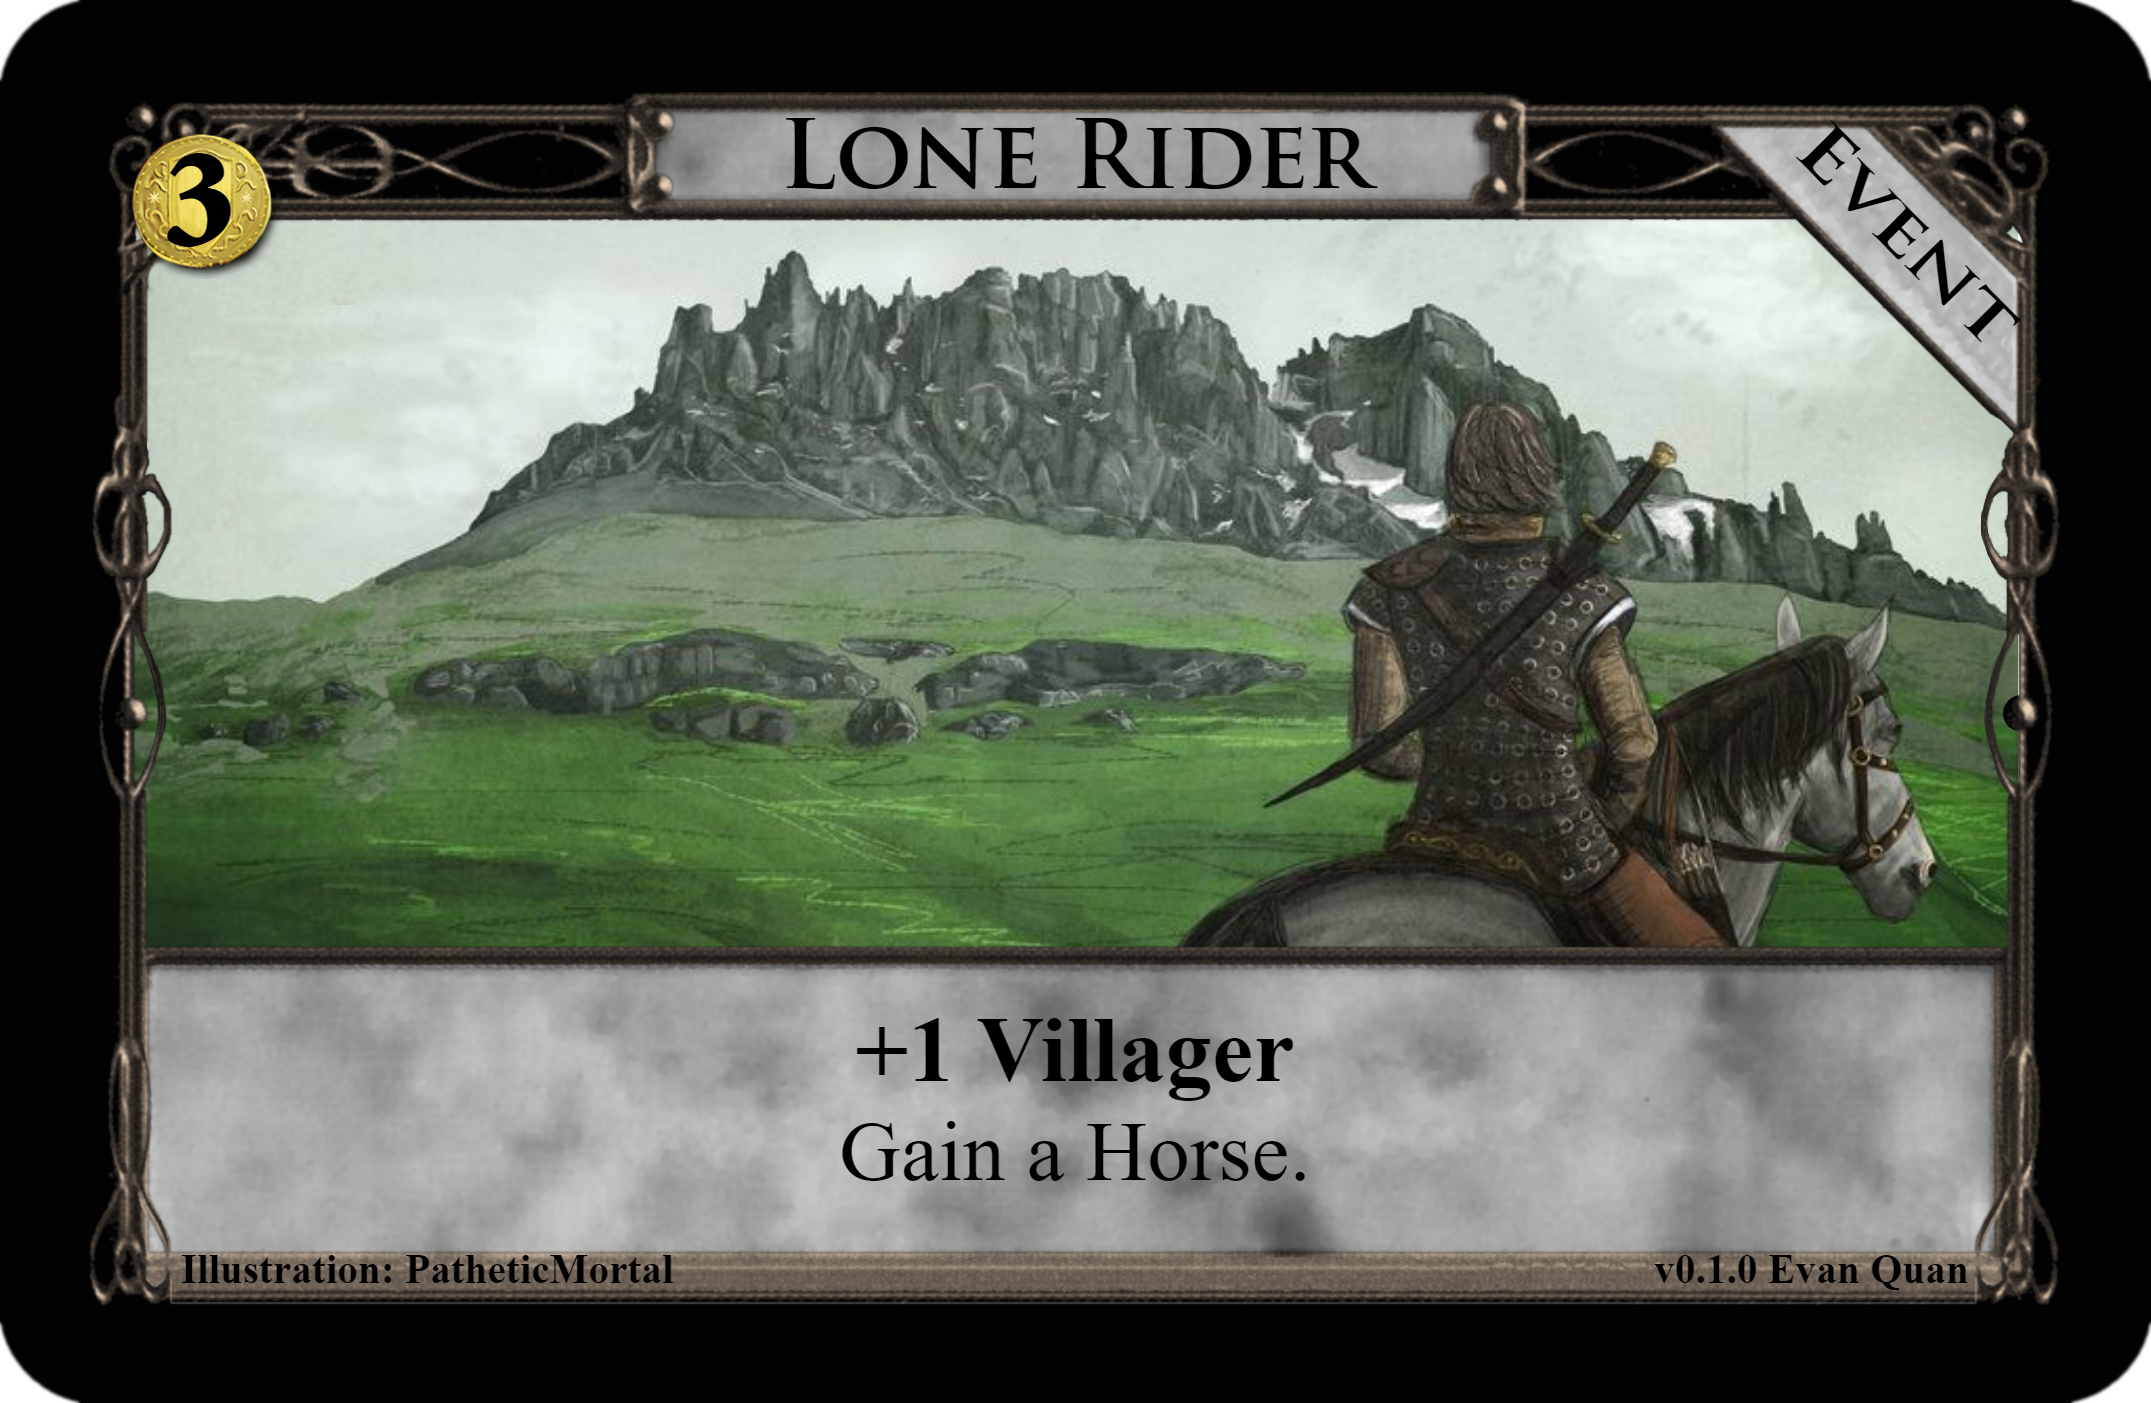 Lone Rider
3
Event
+1 Villager
Gain a Horse.
Illustration: PatheticMortal
v0.1.0 Evan Quan